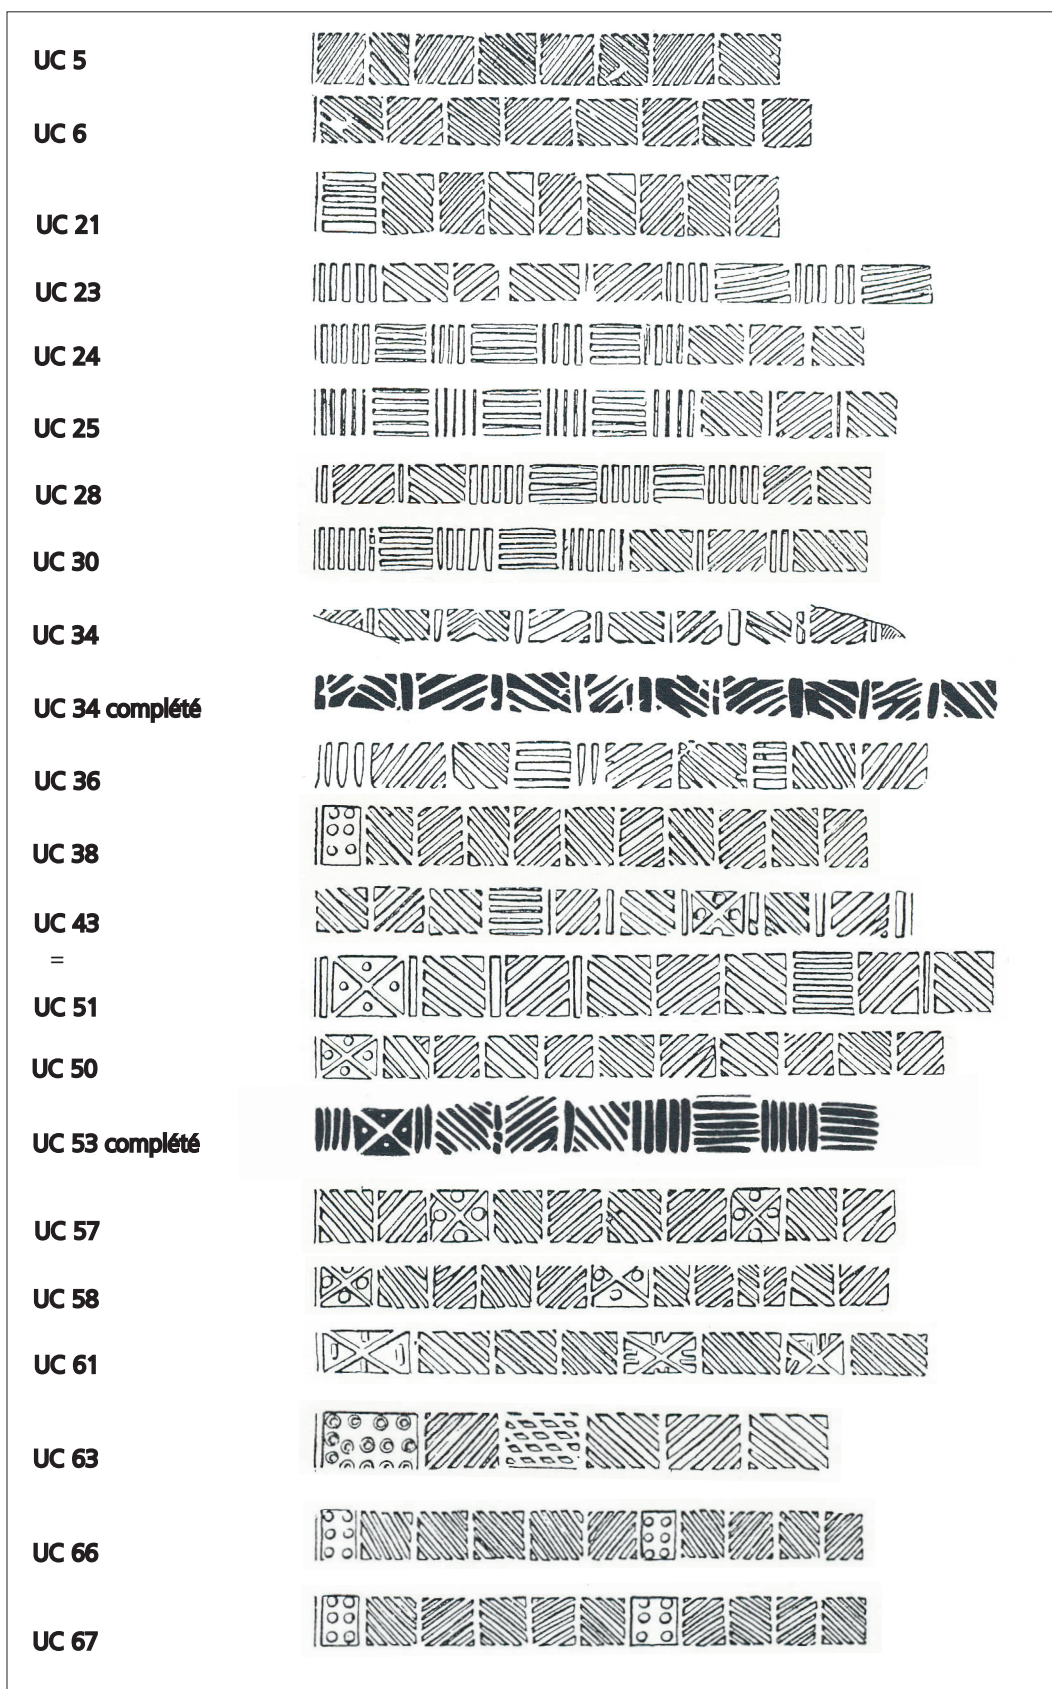 UC 5
UC 6
UC 21
UC 23
UC 24
UC 25
UC 28
UC 30
UC 34
UC 34 complété
UC 36
UC 38
UC 43
=
UC 51
UC 50
UC 53 complété
UC 57
UC 58
UC 61
UC 63
UC 66
UC 67